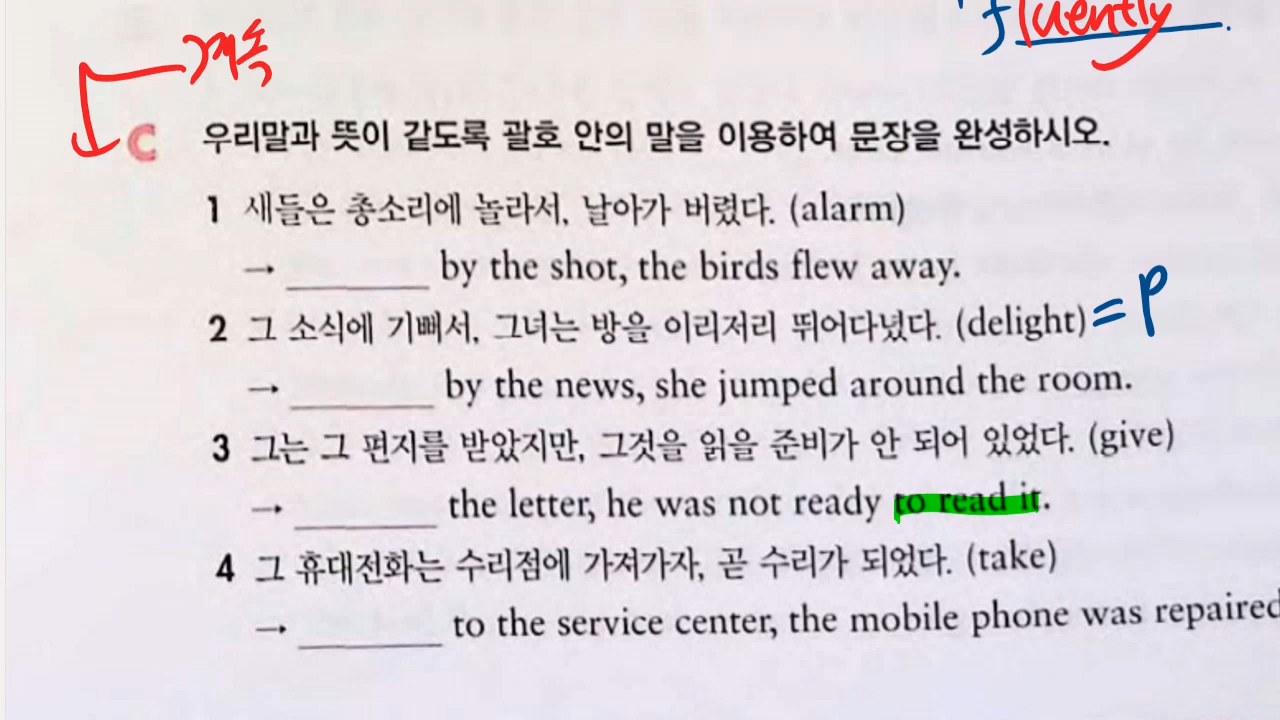 fluently.
계속
C 우리말과 뜻이 같도록 괄호 안의 말을 이용하여 문장을 완성하시오.
1 새들은 총소리에 놀라서, 날아가 버렸다. (alarm)
→ ________ by the shot, the birds flew away.
2 그 소식에 기뻐서, 그녀는 방을 이리저리 뛰어다녔다. (delight) = P
→ ________ by the news, she jumped around the room.
3 그는 그 편지를 받았지만, 그것을 읽을 준비가 안 되어 있었다. (give)
→ ________ the letter, he was not ready to read it.
4 그 휴대전화는 수리점에 가져가자, 곧 수리가 되었다. (take)
→ ________ to the service center, the mobile phone was repaired